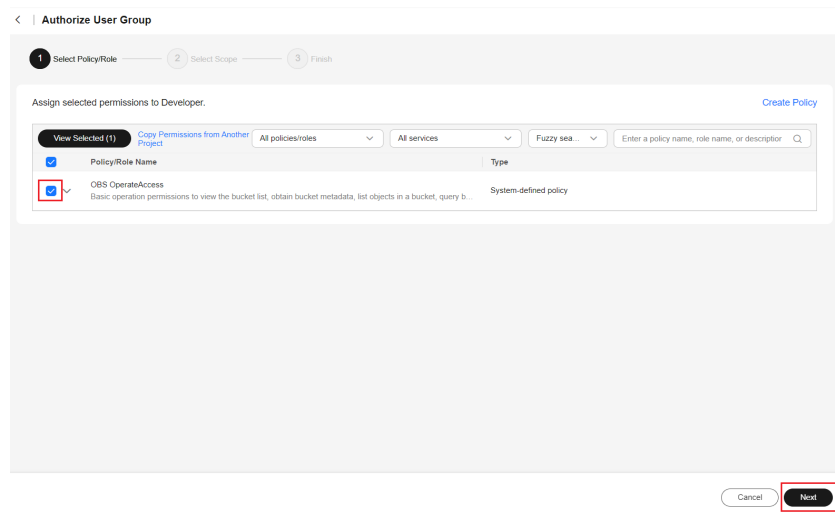 Authorize User Group
1 Select Policy/Role 2 Select Scope 3 Finish
Assign selected permissions to Developer. Create Policy
View Selected (1) Copy Permissions from Another Project All policies/roles All services Fuzzy sea... Enter a policy name, role name, or descriptior
Policy/Role Name Type
OBS OperateAccess System-defined policy
Basic operation permissions to view the bucket list, obtain bucket metadata, list objects in a bucket, query b...
Cancel Next